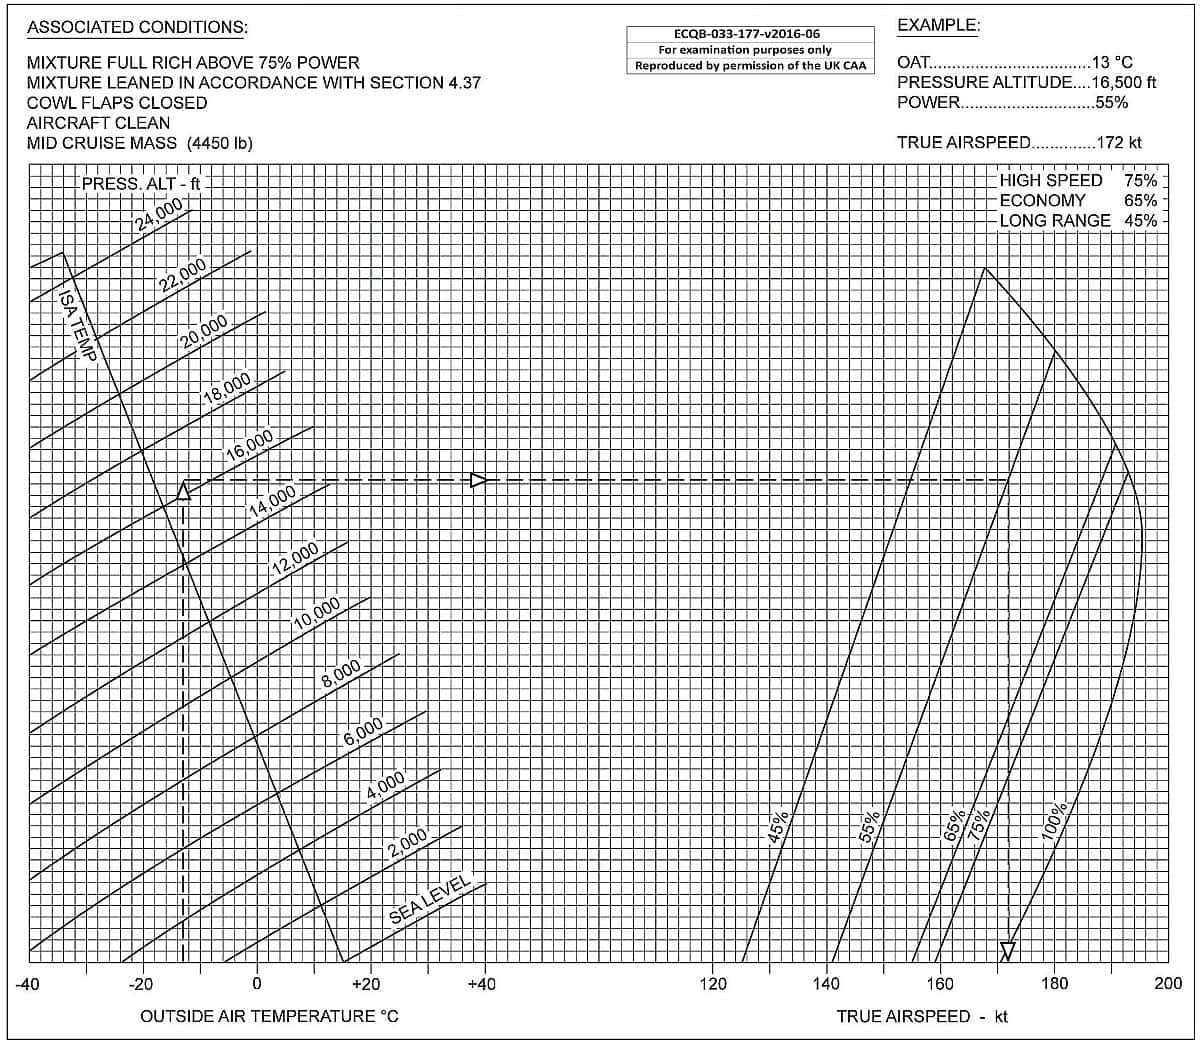 ASSOCIATED CONDITIONS:
MIXTURE FULL RICH ABOVE 75% POWER
MIXTURE LEANED IN ACCORDANCE WITH SECTION 4.37
COWL FLAPS CLOSED
AIRCRAFT CLEAN
MID CRUISE MASS (4450 lb)
ECQB-033-177-v2016-06
For examination purposes only
Reproduced by permission of the UK CAA
EXAMPLE:
OAT..................................13 °C
PRESSURE ALTITUDE....16,500 ft
POWER............................55%
TRUE AIRSPEED.............172 kt
PRESS. ALT - ft
HIGH SPEED 75%
ECONOMY 65%
LONG RANGE 45%
24,000
22,000
20,000
18,000
16,000
14,000
12,000
10,000
8,000
6,000
4,000
2,000
SEA LEVEL
ISA TEMP
45%
55%
65%
75%
100%
-40 -20 0 +20 +40 120 140 160 180 200
OUTSIDE AIR TEMPERATURE °C
TRUE AIRSPEED - kt